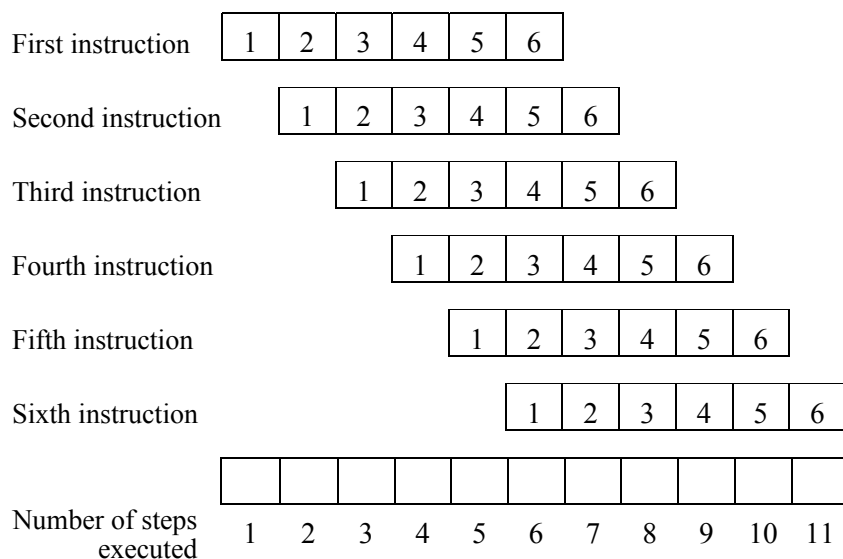 First instruction 1 2 3 4 5 6
Second instruction 1 2 3 4 5 6
Third instruction 1 2 3 4 5 6
Fourth instruction 1 2 3 4 5 6
Fifth instruction 1 2 3 4 5 6
Sixth instruction 1 2 3 4 5 6
Number of steps
executed 1 2 3 4 5 6 7 8 9 10 11